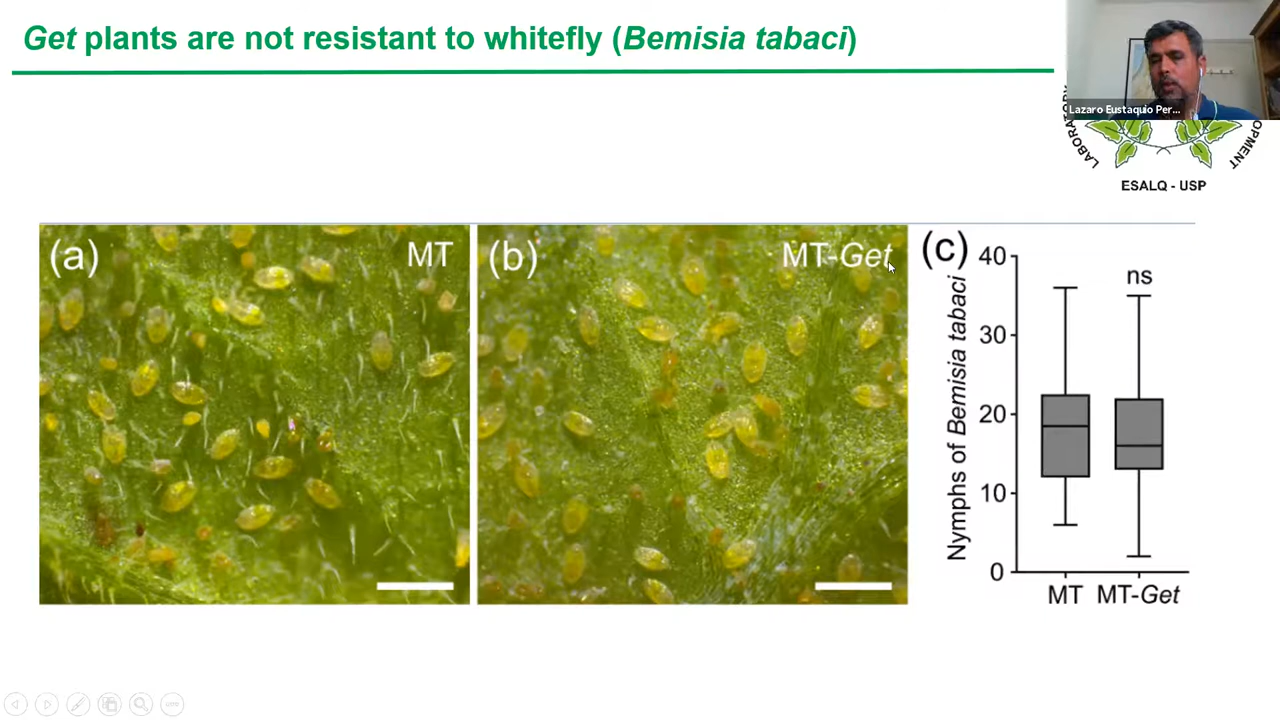 Get plants are not resistant to whitefly (Bemisia tabaci)
Lazaro Eustaquio Per...
ESALQ - USP
(a)
MT
(b)
MT-Get
(c)
40
30
20
10
0
Nymphs of Bemisia tabaci
ns
MT
MT-Get